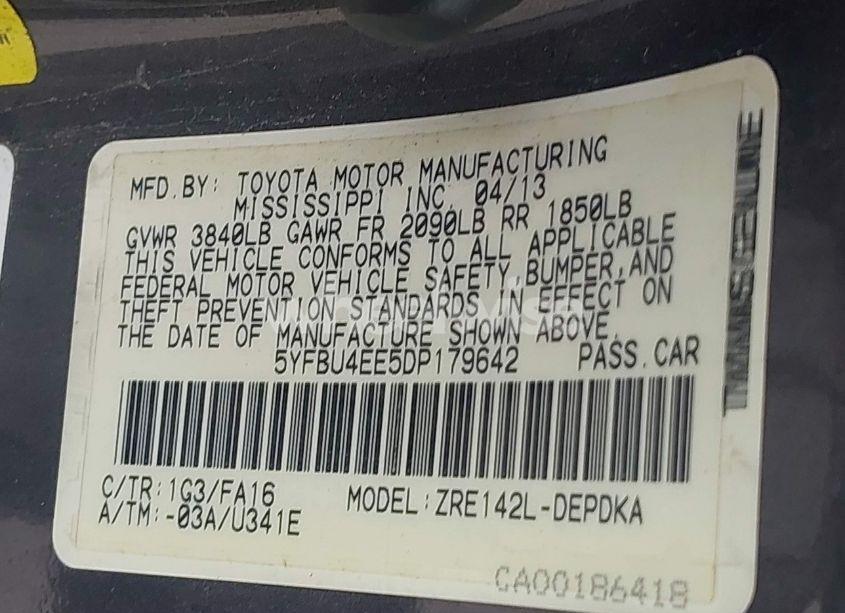 MFD. BY: TOYOTA MOTOR MANUFACTURING
MISSISSIPPI INC. 04/13
GVWR 3840LB GAWR FR 2090LB RR 1850LB
THIS VEHICLE CONFORMS TO ALL APPLICABLE
FEDERAL MOTOR VEHICLE SAFETY, BUMPER, AND
THEFT PREVENTION STANDARDS IN EFFECT ON
THE DATE OF MANUFACTURE SHOWN ABOVE.
5YFBU4EE5DP179642 PASS. CAR
C/TR: 1G3/FA16 MODEL: ZRE142L-DEPDKA
A/TM: -03A/U341E
CA00186418